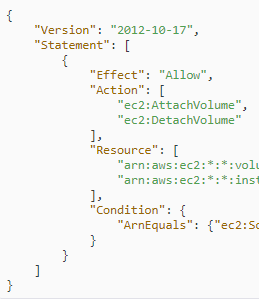 {
"Version": "2012-10-17",
"Statement": [
{
"Effect": "Allow",
"Action": [
"ec2:AttachVolume",
"ec2:DetachVolume"
],
"Resource": [
"arn:aws:ec2:*:*:volu
"arn:aws:ec2:*:*:inst
],
"Condition": {
"ArnEquals": {"ec2:So
}
}
]
}